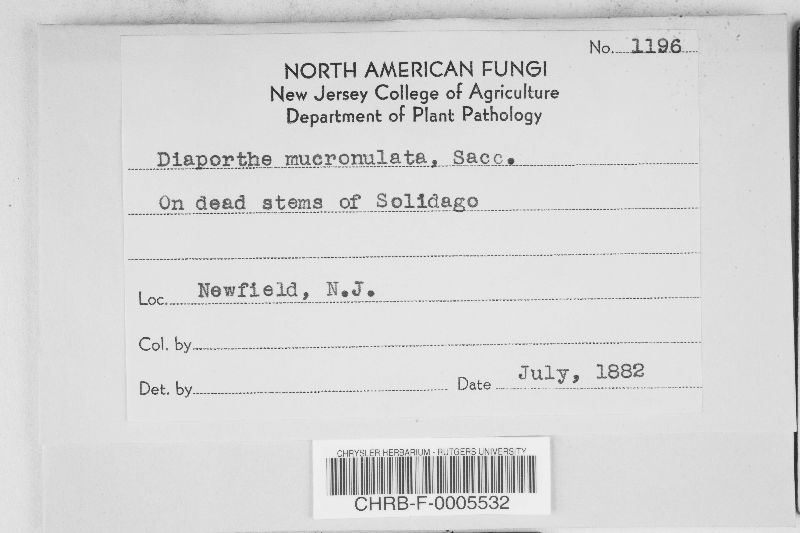 No. 1196
NORTH AMERICAN FUNGI
New Jersey College of Agriculture
Department of Plant Pathology
Diaporthe mucronulata, Sacc.
On dead stems of Solidago
Loc. Newfield, N.J.
Col. by
Det. by Date July, 1882
CHRYSLER HERBARIUM - RUTGERS UNIVERSITY
CHRB-F-0005532